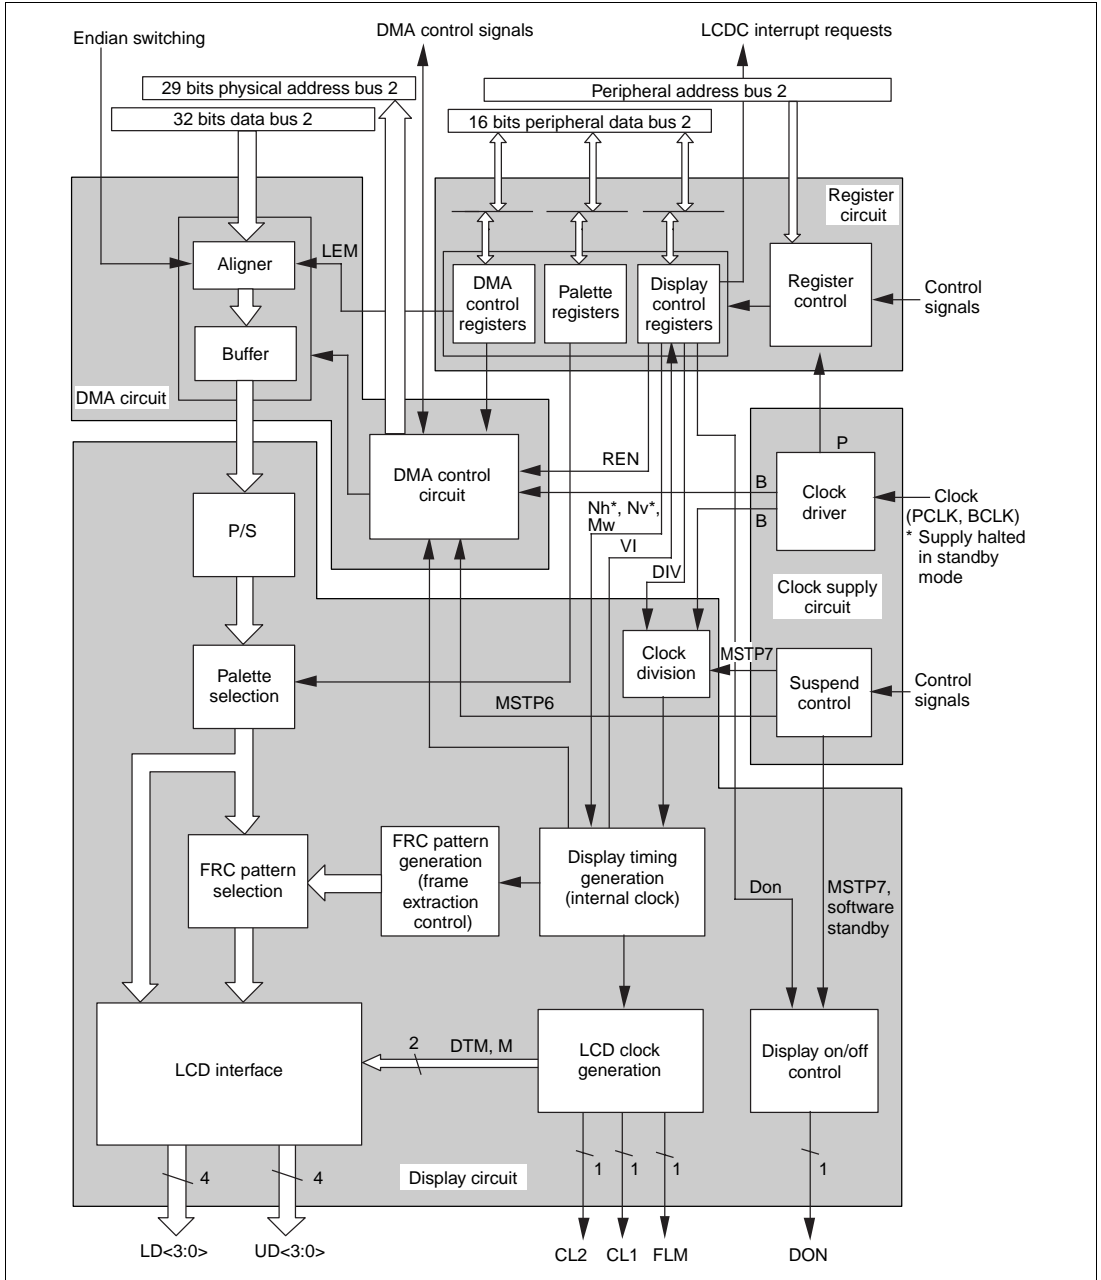 Endian switching
DMA control signals
LCDC interrupt requests
29 bits physical address bus 2
Peripheral address bus 2
32 bits data bus 2
16 bits peripheral data bus 2
Register
circuit
Aligner
LEM
DMA
control
registers
Palette
registers
Display
control
registers
Register
control
Control
signals
Buffer
DMA circuit
P
REN
DMA control
circuit
B
B
Clock
driver
Clock
(PCLK, BCLK)
* Supply halted
in standby
mode
P/S
Nh*, Nv*,
Mw
VI
DIV
Clock supply
circuit
Clock
division
MSTP7
Palette
selection
Suspend
control
Control
signals
MSTP6
FRC pattern
selection
FRC pattern
generation
(frame
extraction
control)
Display timing
generation
(internal clock)
Don
MSTP7,
software
standby
LCD interface
2
DTM, M
LCD clock
generation
Display on/off
control
4
4
Display circuit
1
1
1
1
LD<3:0>
UD<3:0>
CL2
CL1
FLM
DON